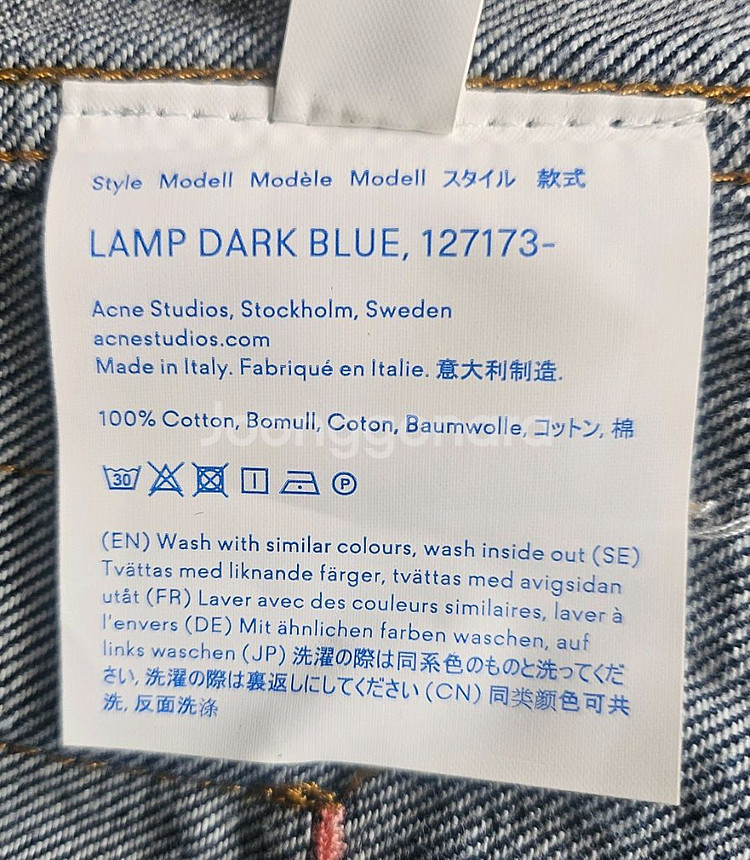 Style Modell Modèle Modell スタイル 款式
LAMP DARK BLUE, 127173-
Acne Studios, Stockholm, Sweden
acnestudios.com
Made in Italy. Fabriqué en Italie. 意大利制造.
100% Cotton, Bomull, Coton, Baumwolle, コットン, 棉
Joonggonara
30 P
(EN) Wash with similar colours, wash inside out (SE)
Tvättas med liknande färger, tvättas med avigsidan
utåt (FR) Laver avec des couleurs similaires, laver à
l'envers (DE) Mit ähnlichen farben waschen, auf
links waschen (JP) 洗濯の際は同系色のものと洗ってくだ
さい, 洗濯の際は裏返しにしてください (CN) 同类颜色可共
洗, 反面洗涤